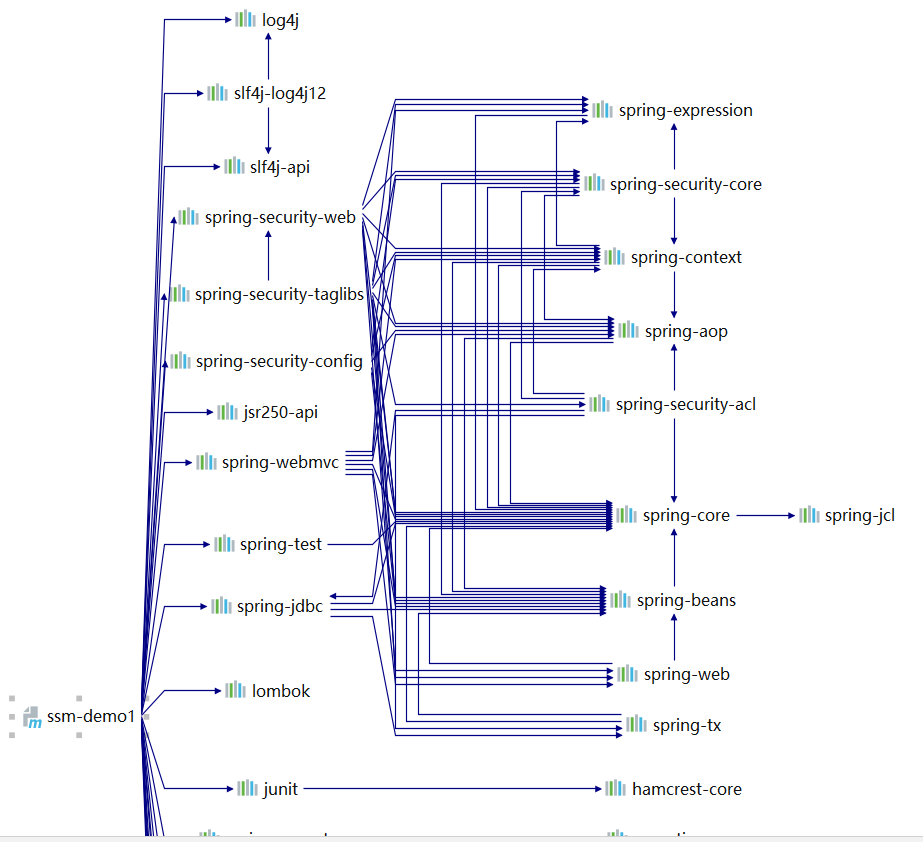 log4j
slf4j-log4j12
slf4j-api
spring-security-web
spring-security-taglibs
spring-security-config
jsr250-api
spring-webmvc
spring-test
spring-jdbc
lombok
ssm-demo1
junit
spring-expression
spring-security-core
spring-context
spring-aop
spring-security-acl
spring-core
spring-jcl
spring-beans
spring-web
spring-tx
hamcrest-core